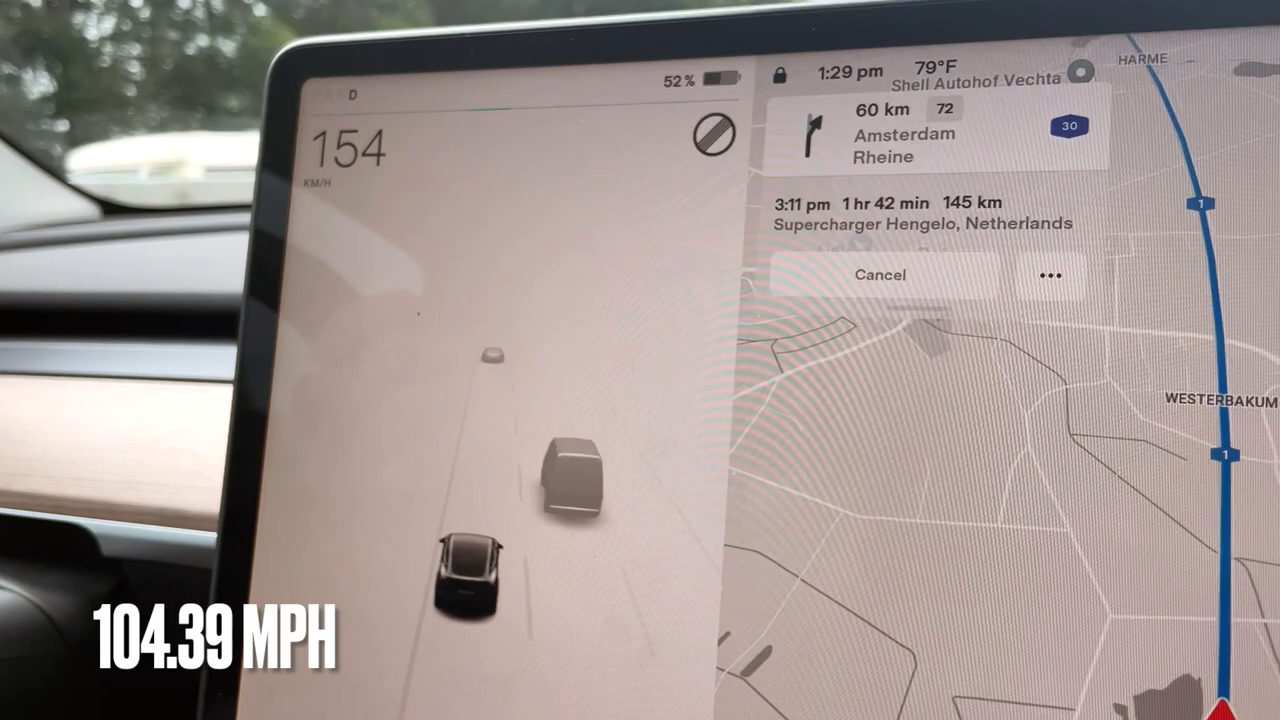 D
52%
154
KM/H
1:29 pm 79°F
Shell Autohof Vechta
60 km 72
Amsterdam
Rheine
30
3:11 pm 1 hr 42 min 145 km
Supercharger Hengelo, Netherlands
Cancel
•••
HARME
1
WESTERBAKUM
1
104.39 MPH